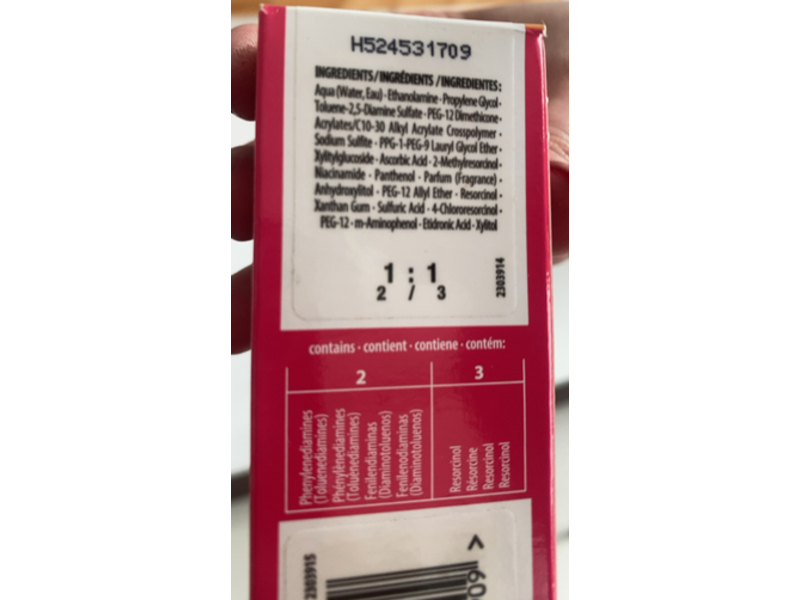 H524531709
INGREDIENTS/INGRÉDIENTS/INGREDIENTES:
Aqua (Water, Eau) · Ethanolamine · Propylene Glycol ·
Toluene-2,5-Diamine Sulfate · PEG-12 Dimethicone ·
Acrylates/C10-30 Alkyl Acrylate Crosspolymer ·
Sodium Sulfite · PPG-1-PEG-9 Lauryl Glycol Ether ·
Xylitylglucoside · Ascorbic Acid · 2-Methylresorcinol ·
Niacinamide · Panthenol · Parfum (Fragrance) ·
Anhydroxylitol · PEG-12 Allyl Ether · Resorcinol ·
Xanthan Gum · Sulfuric Acid · 4-Chlororesorcinol ·
PEG-12 · m-Aminophenol · Etidronic Acid · Xylitol
1 : 1
2 / 3
2303914
contains · contient · contiene · contém:
2
3
Phenylenediamines
(Toluenediamines)
Phénylènediamines
(Toluènediamines)
Fenilendiaminas
(Diaminotoluenos)
Fenilenodiaminas
(Diaminotoluenos)
Resorcinol
Résorcine
Resorcinol
Resorcinol
2303915
>